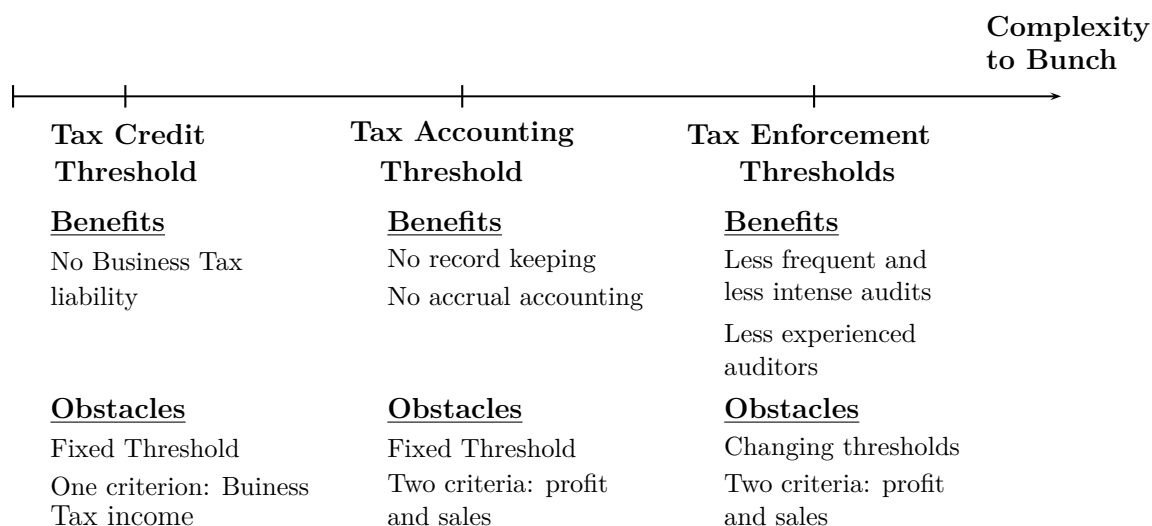 Complexity
to Bunch
Tax Credit
Threshold
Benefits
No Business Tax
liability
Obstacles
Fixed Threshold
One criterion: Buiness
Tax income
Tax Accounting
Threshold
Benefits
No record keeping
No accrual accounting
Obstacles
Fixed Threshold
Two criteria: profit
and sales
Tax Enforcement
Thresholds
Benefits
Less frequent and
less intense audits
Less experienced
auditors
Obstacles
Changing thresholds
Two criteria: profit
and sales